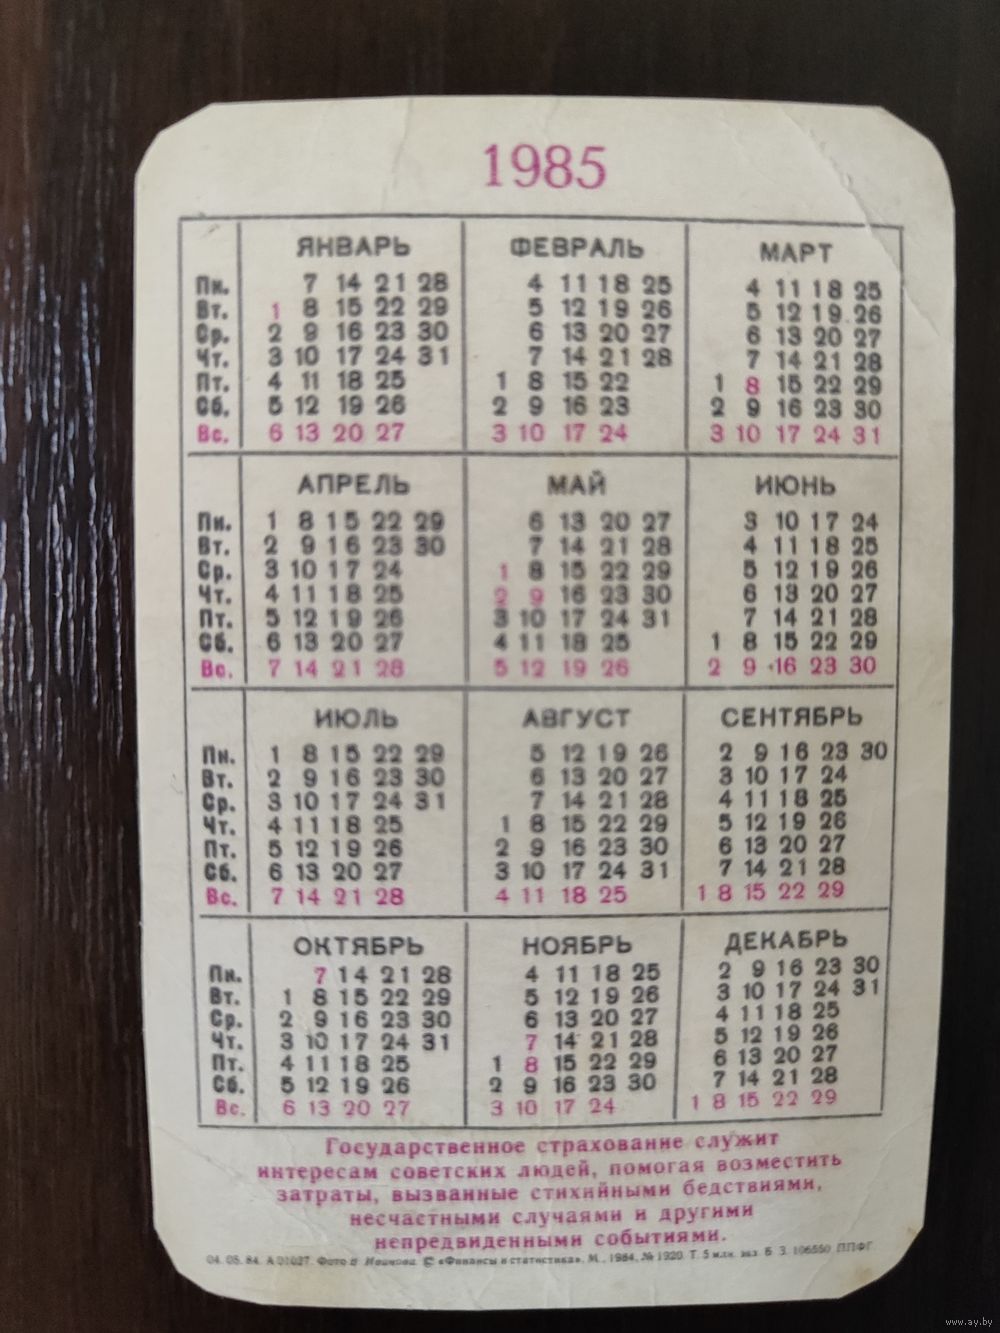 1985
ЯНВАРЬ ФЕВРАЛЬ МАРТ
Пн. 7 14 21 28 4 11 18 25 4 11 18 25
Вт. 1 8 15 22 29 5 12 19 26 5 12 19 26
Ср. 2 9 16 23 30 6 13 20 27 6 13 20 27
Чт. 3 10 17 24 31 7 14 21 28 7 14 21 28
Пт. 4 11 18 25 1 8 15 22 1 8 15 22 29
Сб. 5 12 19 26 2 9 16 23 2 9 16 23 30
Вс. 6 13 20 27 3 10 17 24 3 10 17 24 31
АПРЕЛЬ МАЙ ИЮНЬ
Пн. 1 8 15 22 29 6 13 20 27 3 10 17 24
Вт. 2 9 16 23 30 7 14 21 28 4 11 18 25
Ср. 3 10 17 24 1 8 15 22 29 5 12 19 26
Чт. 4 11 18 25 2 9 16 23 30 6 13 20 27
Пт. 5 12 19 26 3 10 17 24 31 7 14 21 28
Сб. 6 13 20 27 4 11 18 25 1 8 15 22 29
Вс. 7 14 21 28 5 12 19 26 2 9 16 23 30
ИЮЛЬ АВГУСТ СЕНТЯБРЬ
Пн. 1 8 15 22 29 5 12 19 26 2 9 16 23 30
Вт. 2 9 16 23 30 6 13 20 27 3 10 17 24
Ср. 3 10 17 24 31 7 14 21 28 4 11 18 25
Чт. 4 11 18 25 1 8 15 22 29 5 12 19 26
Пт. 5 12 19 26 2 9 16 23 30 6 13 20 27
Сб. 6 13 20 27 3 10 17 24 31 7 14 21 28
Вс. 7 14 21 28 4 11 18 25 1 8 15 22 29
ОКТЯБРЬ НОЯБРЬ ДЕКАБРЬ
Пн. 7 14 21 28 4 11 18 25 2 9 16 23 30
Вт. 1 8 15 22 29 5 12 19 26 3 10 17 24 31
Ср. 2 9 16 23 30 6 13 20 27 4 11 18 25
Чт. 3 10 17 24 31 7 14 21 28 5 12 19 26
Пт. 4 11 18 25 1 8 15 22 29 6 13 20 27
Сб. 5 12 19 26 2 9 16 23 30 7 14 21 28
Вс. 6 13 20 27 3 10 17 24 1 8 15 22 29
Государственное страхование служит
интересам советских людей, помогая возместить
затраты, вызванные стихийными бедствиями,
несчастными случаями и другими
непредвиденными событиями.
04. 05. 84. А 01027. Фото © «Финансы и статистика». М., 1984. № 1920. Т. 5 млн. экз. Б. З. 106550 ППФГ
www.ay.by